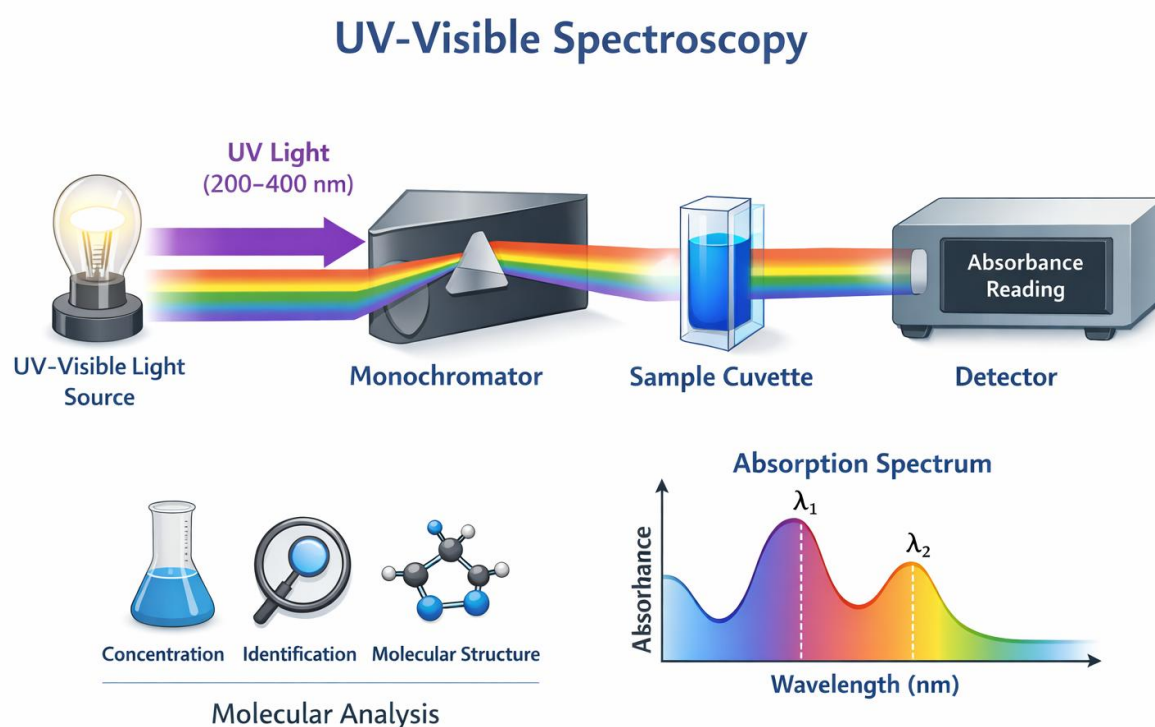 UV-Visible Spectroscopy
UV Light
(200–400 nm)
Absorbance
Reading
UV-Visible Light
Source
Monochromator
Sample Cuvette
Detector
Concentration
Identification
Molecular Structure
Molecular Analysis
Absorption Spectrum
λ₁
λ₂
Absorbance
Wavelength (nm)